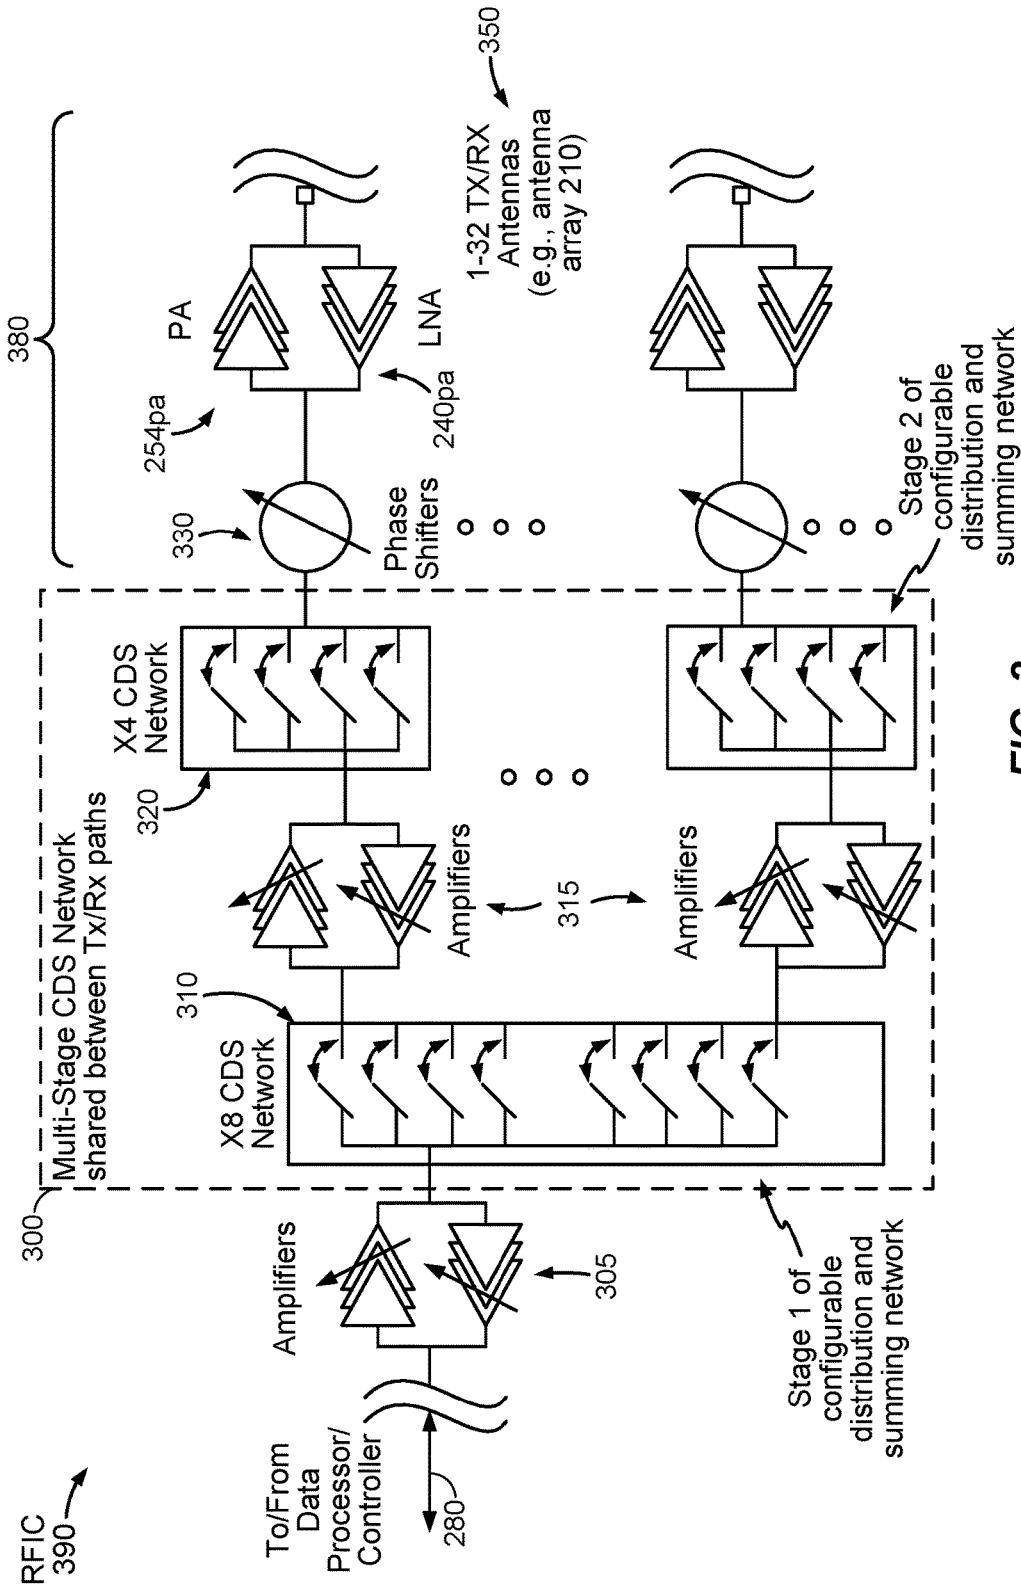 RFIC
390
300
Multi-Stage CDS Network
shared between Tx/Rx paths
380
To/From Data
Processor/
Controller
280
Amplifiers
305
X8 CDS
Network
310
Amplifiers
315
Amplifiers
X4 CDS
Network
320
330
Phase
Shifters
254pa
PA
240pa
LNA
350
1-32 TX/RX
Antennas
(e.g., antenna
array 210)
Stage 1 of
configurable
distribution and
summing network
Stage 2 of
configurable
distribution and
summing network